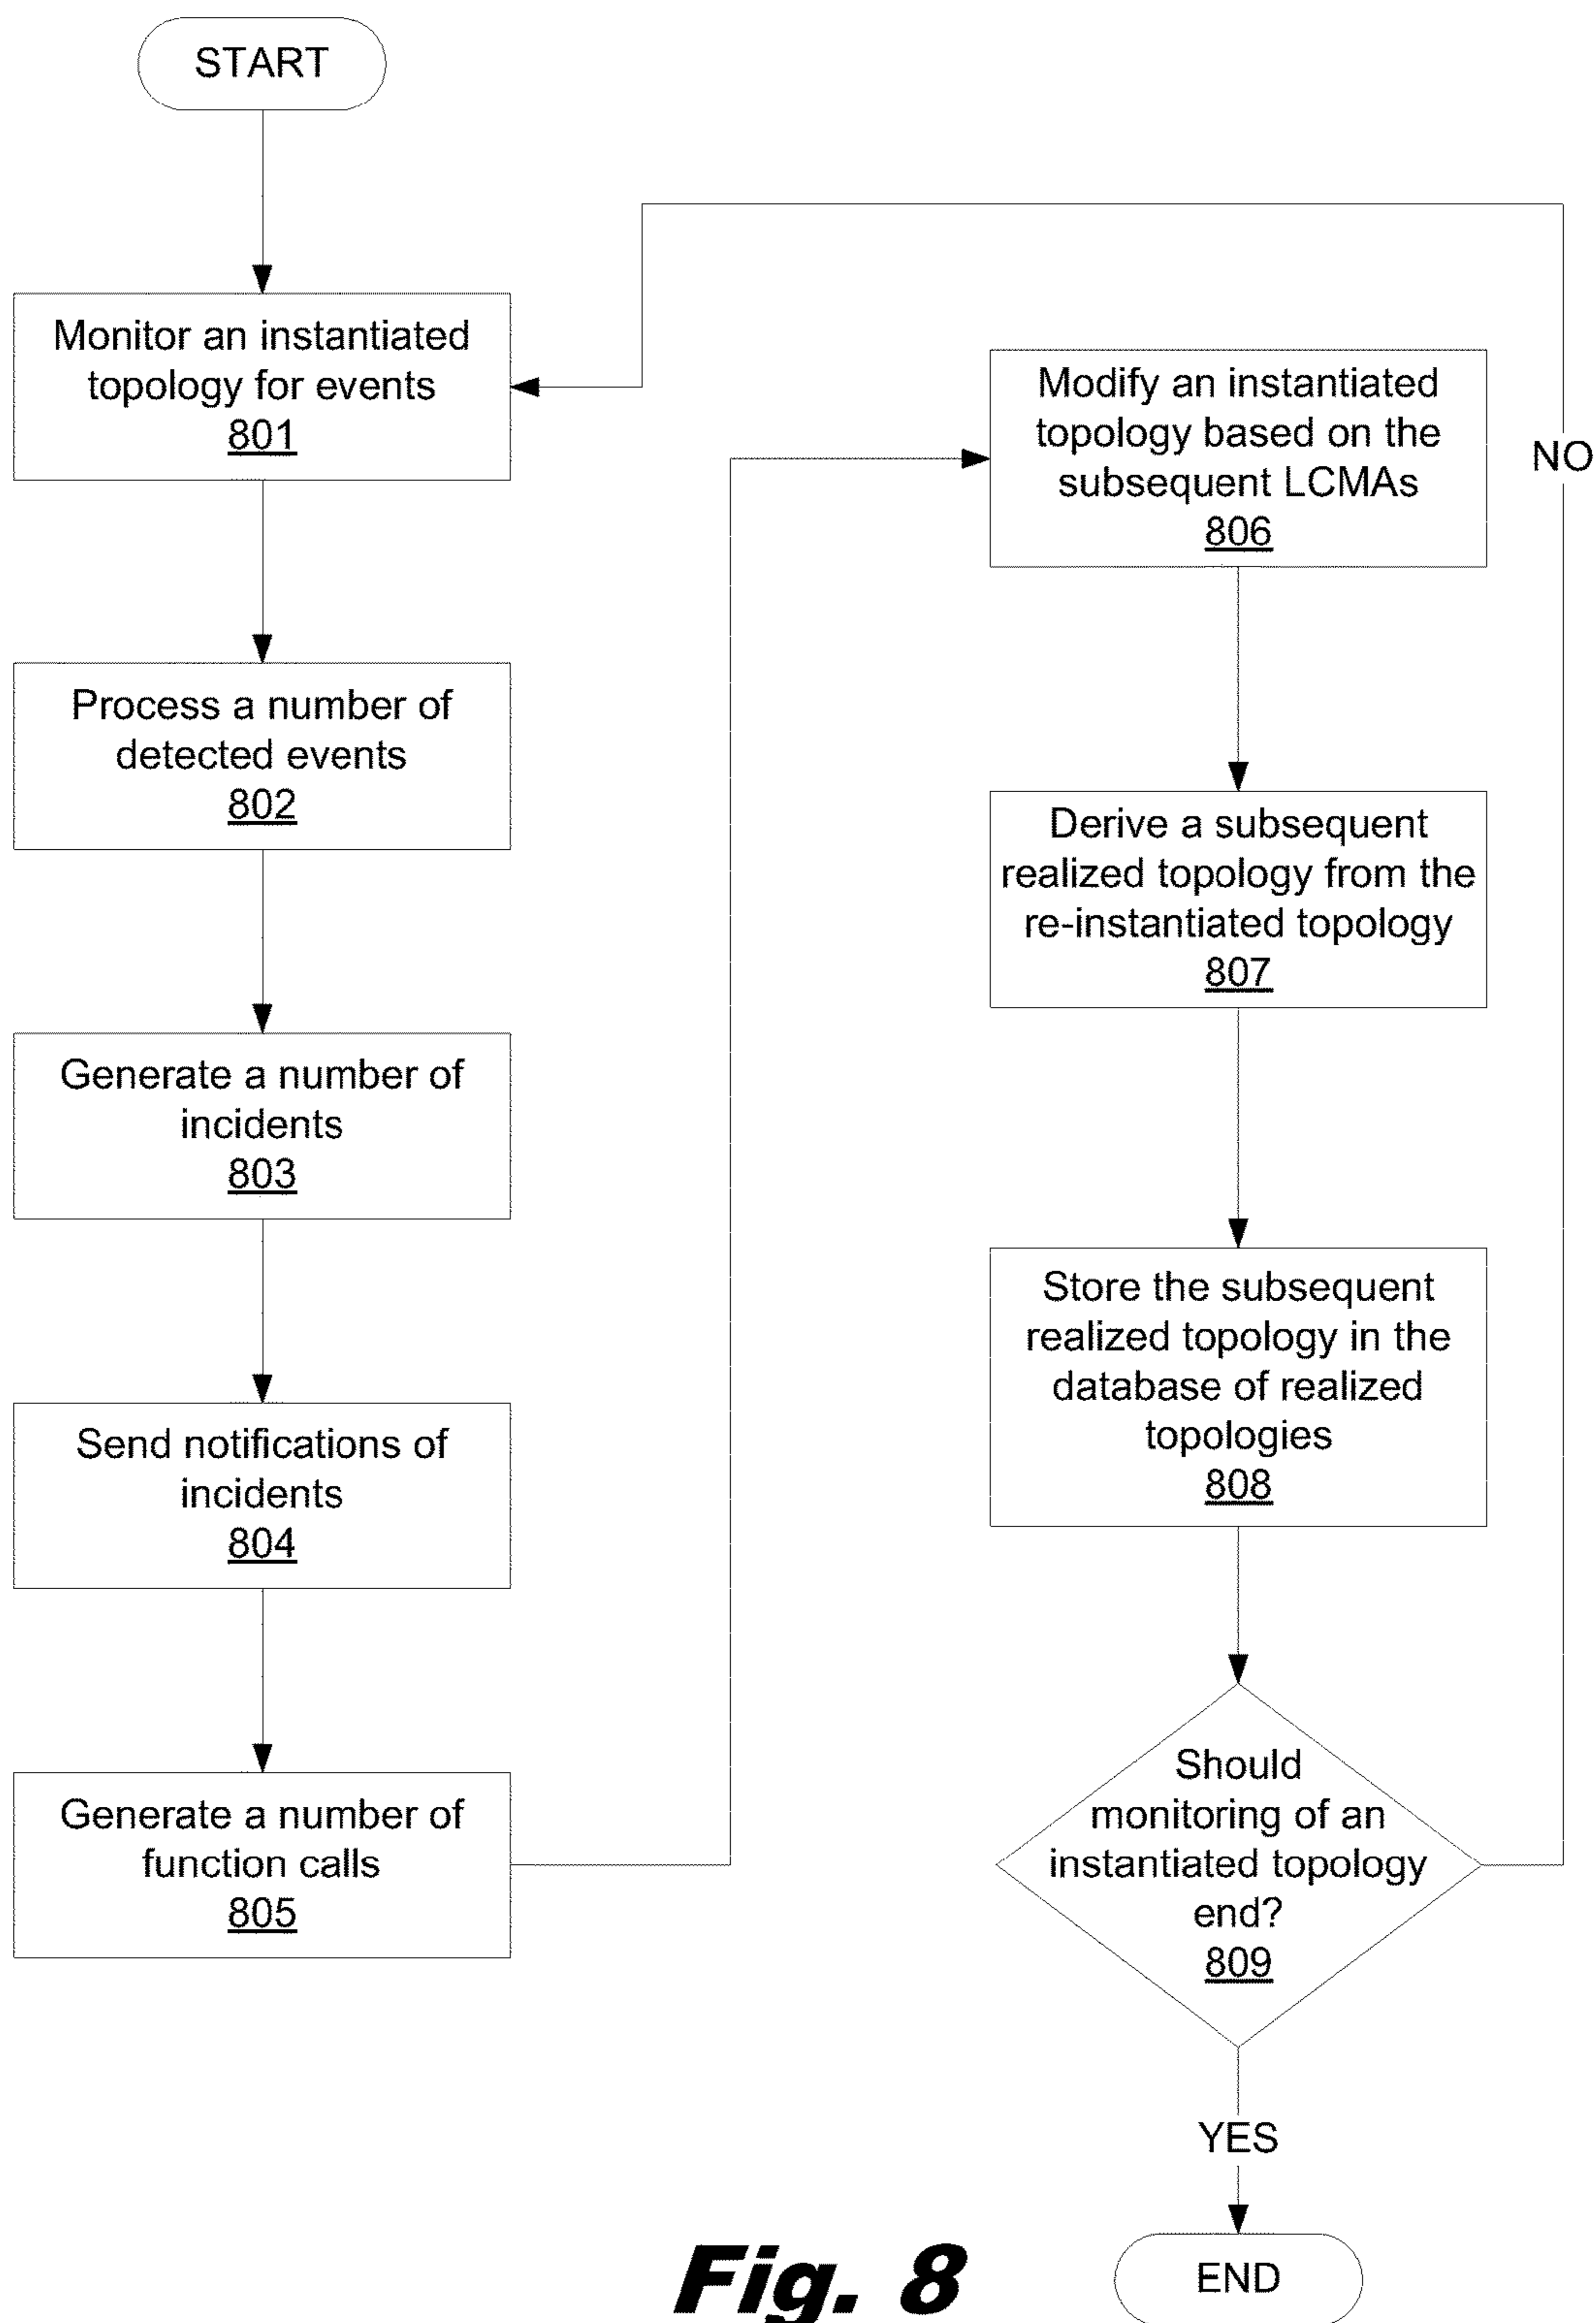 START
Monitor an instantiated
topology for events
801
Process a number of
detected events
802
Generate a number of
incidents
803
Send notifications of
incidents
804
Generate a number of
function calls
805
Modify an instantiated
topology based on the
subsequent LCMAs
806
Derive a subsequent
realized topology from the
re-instantiated topology
807
Store the subsequent
realized topology in the
database of realized
topologies
808
Should
monitoring of an
instantiated topology
end?
809
NO
YES
END
Fig. 8